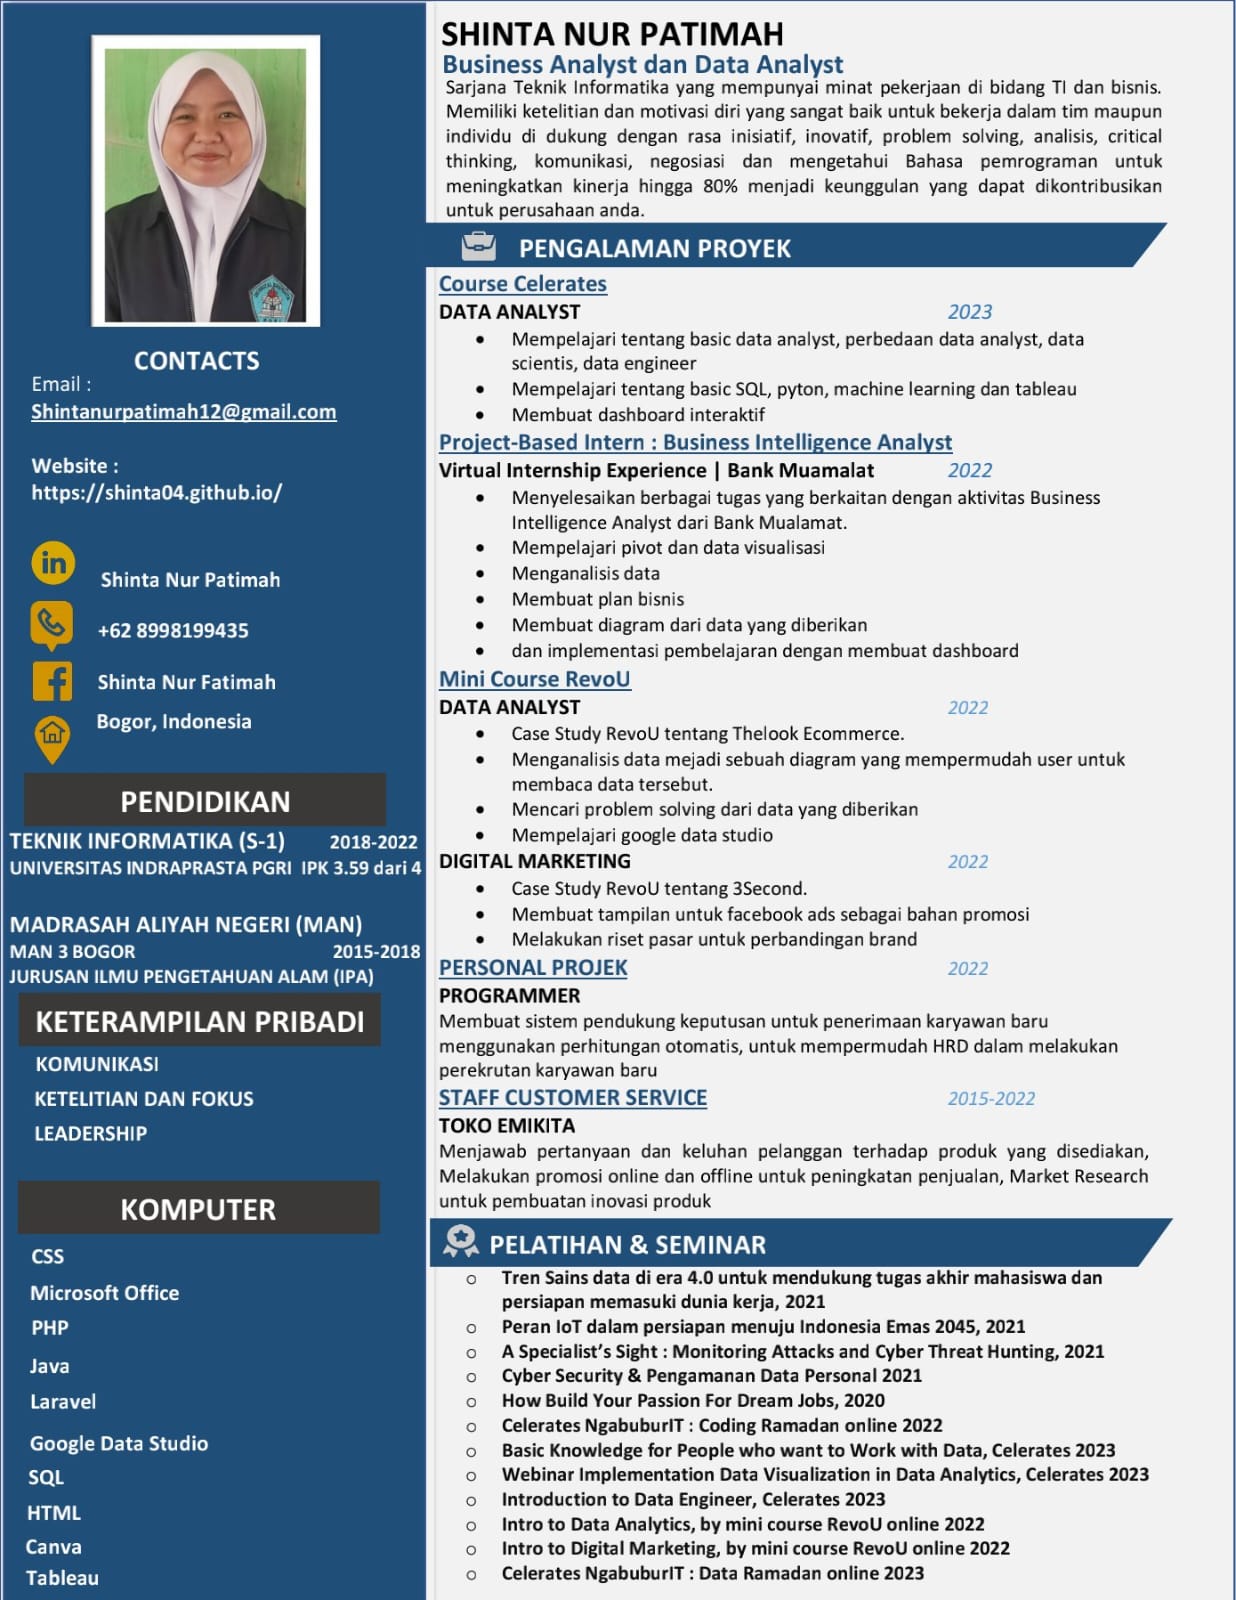 CONTACTS
Email :
Shintanurpatimah12@gmail.com
Website :
https://shinta04.github.io/
in
Shinta Nur Patimah
+62 8998199435
Shinta Nur Fatimah
Bogor, Indonesia
PENDIDIKAN
TEKNIK INFORMATIKA (S-1) 2018-2022
UNIVERSITAS INDRAPRASTA PGRI IPK 3.59 dari 4
MADRASAH ALIYAH NEGERI (MAN)
MAN 3 BOGOR 2015-2018
JURUSAN ILMU PENGETAHUAN ALAM (IPA)
KETERAMPILAN PRIBADI
KOMUNIKASI
KETELITIAN DAN FOKUS
LEADERSHIP
KOMPUTER
CSS
Microsoft Office
PHP
Java
Laravel
Google Data Studio
SQL
HTML
Canva
Tableau
SHINTA NUR PATIMAH
Business Analyst dan Data Analyst
Sarjana Teknik Informatika yang mempunyai minat pekerjaan di bidang TI dan bisnis.
Memiliki ketelitian dan motivasi diri yang sangat baik untuk bekerja dalam tim maupun
individu di dukung dengan rasa inisiatif, inovatif, problem solving, analisis, critical
thinking, komunikasi, negosiasi dan mengetahui Bahasa pemrograman untuk
meningkatkan kinerja hingga 80% menjadi keunggulan yang dapat dikontribusikan
untuk perusahaan anda.
PENGALAMAN PROYEK
Course Celerates
DATA ANALYST 2023
• Mempelajari tentang basic data analyst, perbedaan data analyst, data
scientis, data engineer
• Mempelajari tentang basic SQL, pyton, machine learning dan tableau
• Membuat dashboard interaktif
Project-Based Intern : Business Intelligence Analyst
Virtual Internship Experience | Bank Muamalat 2022
• Menyelesaikan berbagai tugas yang berkaitan dengan aktivitas Business
Intelligence Analyst dari Bank Mualamat.
• Mempelajari pivot dan data visualisasi
• Menganalisis data
• Membuat plan bisnis
• Membuat diagram dari data yang diberikan
• dan implementasi pembelajaran dengan membuat dashboard
Mini Course RevoU
DATA ANALYST 2022
• Case Study RevoU tentang Thelook Ecommerce.
• Menganalisis data mejadi sebuah diagram yang mempermudah user untuk
membaca data tersebut.
• Mencari problem solving dari data yang diberikan
• Mempelajari google data studio
DIGITAL MARKETING 2022
• Case Study RevoU tentang 3Second.
• Membuat tampilan untuk facebook ads sebagai bahan promosi
• Melakukan riset pasar untuk perbandingan brand
PERSONAL PROJEK 2022
PROGRAMMER
Membuat sistem pendukung keputusan untuk penerimaan karyawan baru
menggunakan perhitungan otomatis, untuk mempermudah HRD dalam melakukan
perekrutan karyawan baru
STAFF CUSTOMER SERVICE 2015-2022
TOKO EMIKITA
Menjawab pertanyaan dan keluhan pelanggan terhadap produk yang disediakan,
Melakukan promosi online dan offline untuk peningkatan penjualan, Market Research
untuk pembuatan inovasi produk
PELATIHAN & SEMINAR
o Tren Sains data di era 4.0 untuk mendukung tugas akhir mahasiswa dan
persiapan memasuki dunia kerja, 2021
o Peran IoT dalam persiapan menuju Indonesia Emas 2045, 2021
o A Specialist’s Sight : Monitoring Attacks and Cyber Threat Hunting, 2021
o Cyber Security & Pengamanan Data Personal 2021
o How Build Your Passion For Dream Jobs, 2020
o Celerates NgabuburIT : Coding Ramadan online 2022
o Basic Knowledge for People who want to Work with Data, Celerates 2023
o Webinar Implementation Data Visualization in Data Analytics, Celerates 2023
o Introduction to Data Engineer, Celerates 2023
o Intro to Data Analytics, by mini course RevoU online 2022
o Intro to Digital Marketing, by mini course RevoU online 2022
o Celerates NgabuburIT : Data Ramadan online 2023